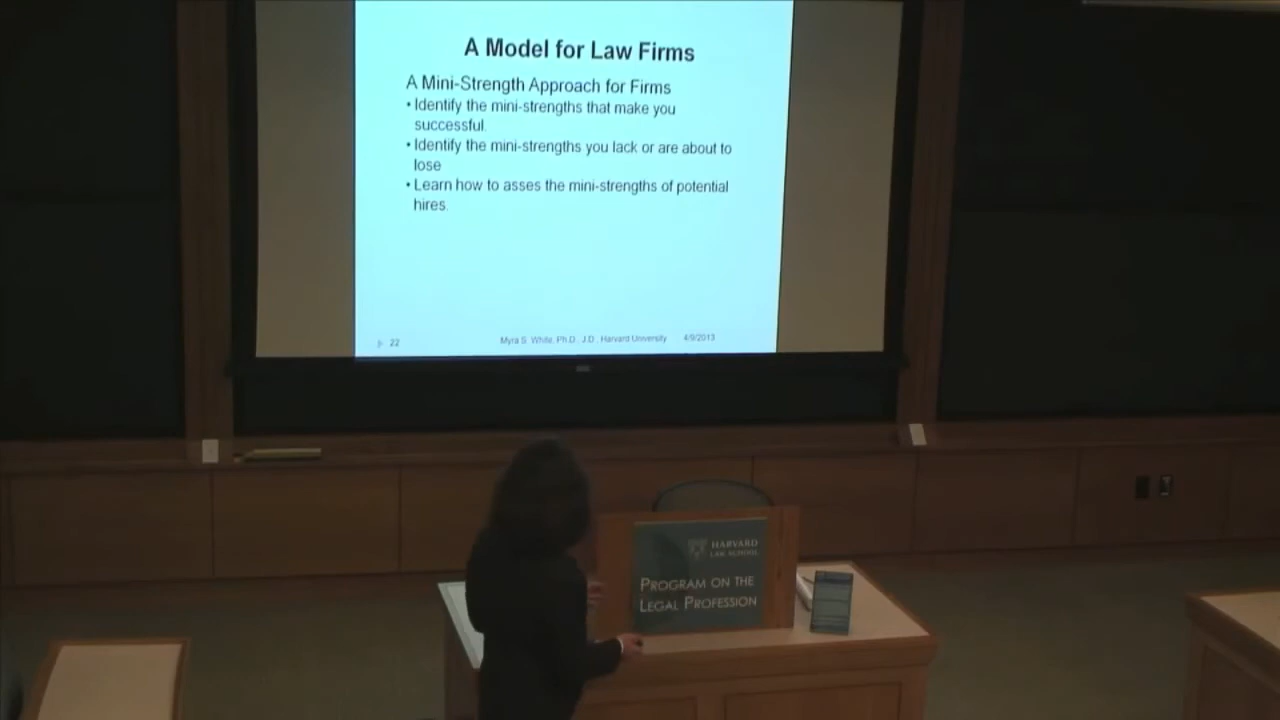 A Model for Law Firms
A Mini-Strength Approach for Firms
• Identify the mini-strengths that make you
successful.
• Identify the mini-strengths you lack or are about to
lose
• Learn how to asses the mini-strengths of potential
hires.
22
Myra S. White, Ph.D., J.D., Harvard University 4/9/2013
HARVARD
LAW SCHOOL
PROGRAM ON THE
LEGAL PROFESSION